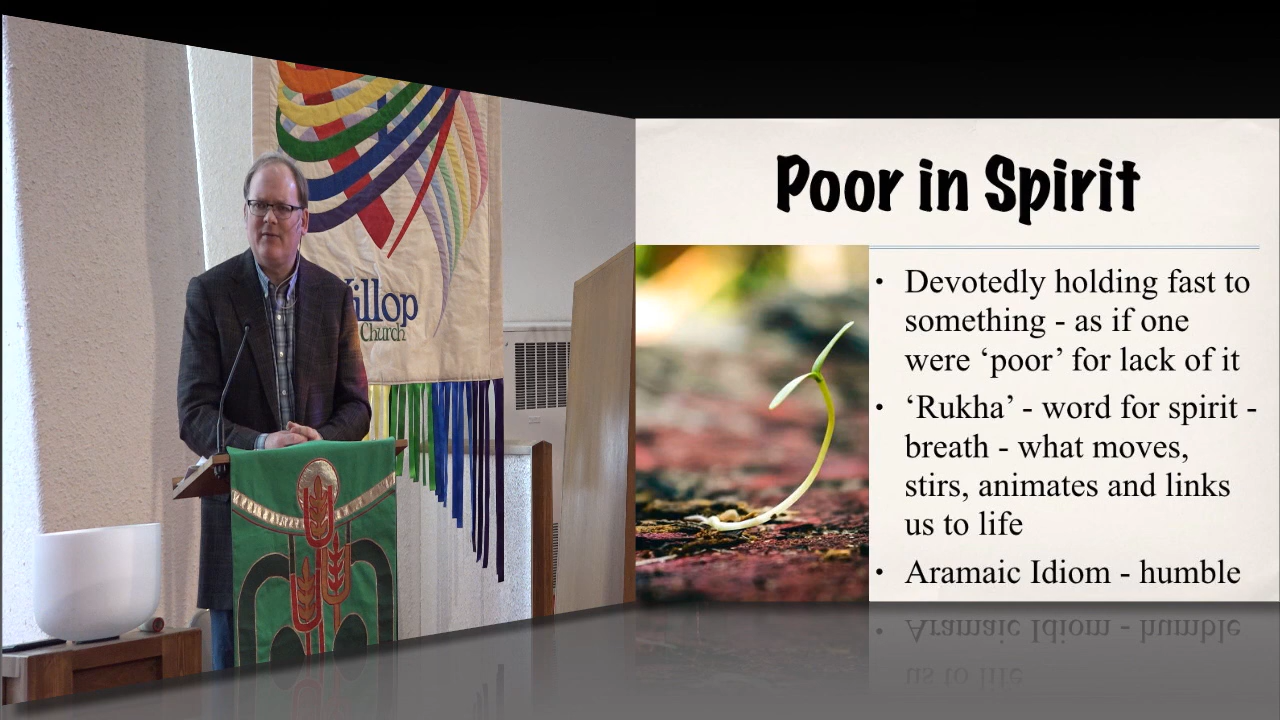 illop
Church
Poor in Spirit
• Devotedly holding fast to
something - as if one
were ‘poor’ for lack of it
• ‘Rukha’ - word for spirit -
breath - what moves,
stirs, animates and links
us to life
• Aramaic Idiom - humble